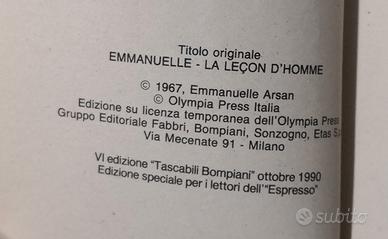 Titolo originale
EMMANUELLE - LA LEÇON D'HOMME
© 1967, Emmanuelle Arsan
© Olympia Press Italia
Edizione su licenza temporanea dell'Olympia Press
Gruppo Editoriale Fabbri, Bompiani, Sonzogno, Etas S.p
Via Mecenate 91 - Milano
VI edizione "Tascabili Bompiani" ottobre 1990
Edizione speciale per i lettori dell'"Espresso"
subito